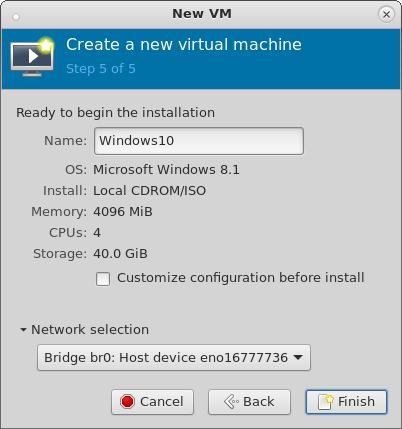 New VM
Create a new virtual machine
Step 5 of 5
Ready to begin the installation
Name: Windows10
OS: Microsoft Windows 8.1
Install: Local CDROM/ISO
Memory: 4096 MiB
CPUs: 4
Storage: 40.0 GiB
Customize configuration before install
Network selection
Bridge br0: Host device eno16777736
Cancel Back Finish